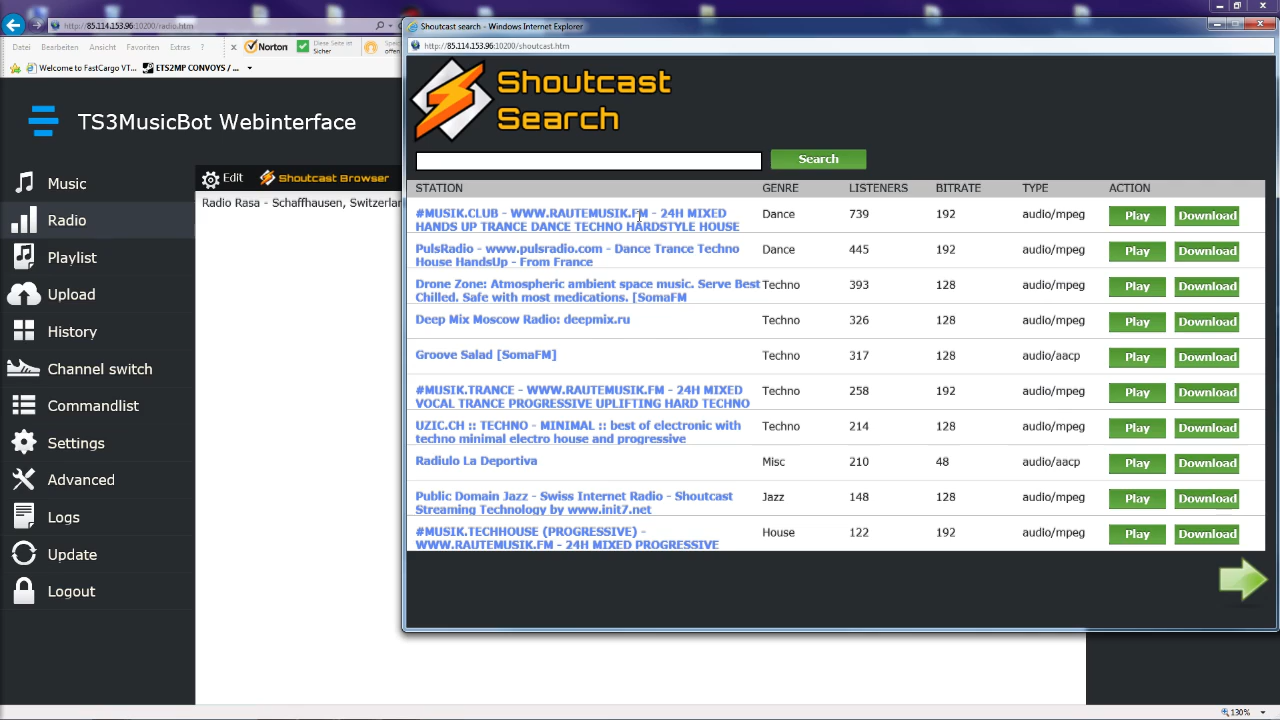 http://85.114.153.96:10200/radio.htm
Datei Bearbeiten Ansicht Favoriten Extras ?
x Norton Diese Seite ist Sicher Seite offen
Welcome to FastCargo VT... ETS2MP CONVOYS / ...
TS3MusicBot Webinterface
Music
Radio
Playlist
Upload
History
Channel switch
Commandlist
Settings
Advanced
Logs
Update
Logout
Edit Shoutcast Browser
Radio Rasa - Schaffhausen, Switzerlan
Shoutcast search - Windows Internet Explorer
http://85.114.153.96:10200/shoutcast.htm
Shoutcast
Search
Search
STATION GENRE LISTENERS BITRATE TYPE ACTION
#MUSIK.CLUB - WWW.RAUTEMUSIK.FM - 24H MIXED Dance 739 192 audio/mpeg Play Download
HANDS UP TRANCE DANCE TECHNO HARDSTYLE HOUSE
PulsRadio - www.pulsradio.com - Dance Trance Techno Dance 445 192 audio/mpeg Play Download
House HandsUp - From France
Drone Zone: Atmospheric ambient space music. Serve Best Techno 393 128 audio/mpeg Play Download
Chilled. Safe with most medications. [SomaFM
Deep Mix Moscow Radio: deepmix.ru Techno 326 128 audio/mpeg Play Download
Groove Salad [SomaFM] Techno 317 128 audio/aacp Play Download
#MUSIK.TRANCE - WWW.RAUTEMUSIK.FM - 24H MIXED Techno 258 192 audio/mpeg Play Download
VOCAL TRANCE PROGRESSIVE UPLIFTING HARD TECHNO
UZIC.CH :: TECHNO - MINIMAL :: best of electronic with Techno 214 128 audio/mpeg Play Download
techno minimal electro house and progressive
Radiulo La Deportiva Misc 210 48 audio/aacp Play Download
Public Domain Jazz - Swiss Internet Radio - Shoutcast Jazz 148 128 audio/mpeg Play Download
Streaming Technology by www.init7.net
#MUSIK.TECHHOUSE (PROGRESSIVE) - House 122 192 audio/mpeg Play Download
WWW.RAUTEMUSIK.FM - 24H MIXED PROGRESSIVE
130%